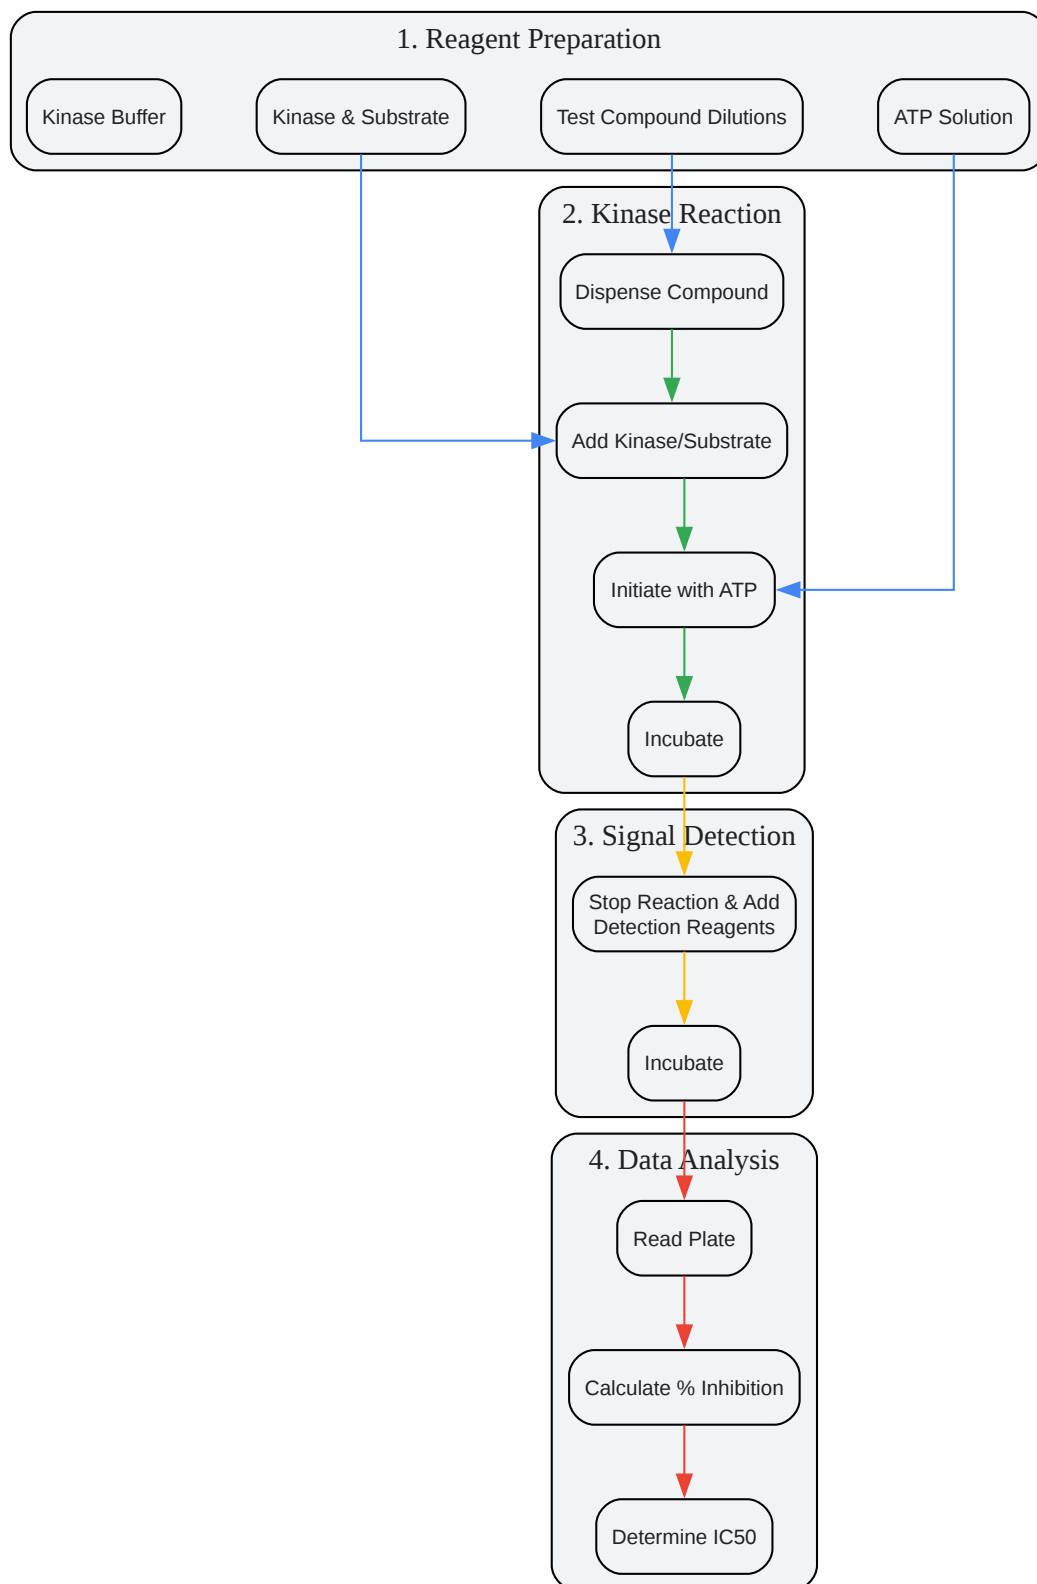 1. Reagent Preparation
Kinase Buffer
Kinase & Substrate
Test Compound Dilutions
ATP Solution
2. Kinase Reaction
Dispense Compound
Add Kinase/Substrate
Initiate with ATP
Incubate
3. Signal Detection
Stop Reaction & Add
Detection Reagents
Incubate
4. Data Analysis
Read Plate
Calculate % Inhibition
Determine IC50